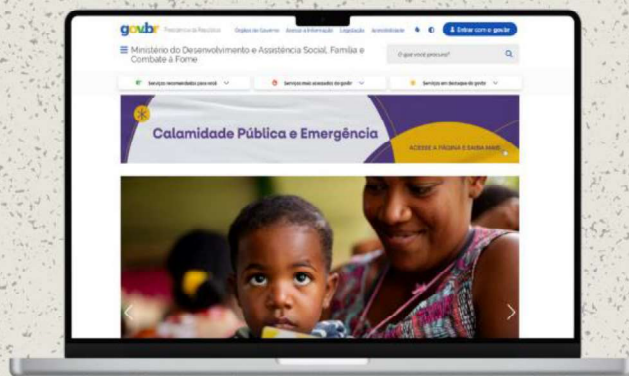 gov.br Presidência da República Órgãos do Governo Acesso à Informação Legislação Acessibilidade Entrar com o gov.br
Ministério do Desenvolvimento e Assistência Social, Família e
Combate à Fome
O que você procura?
Serviços recomendados para você Serviços mais acessados do gov.br Serviços em destaque do gov.br
Calamidade Pública e Emergência
ACESSE A PÁGINA E SAIBA MAIS